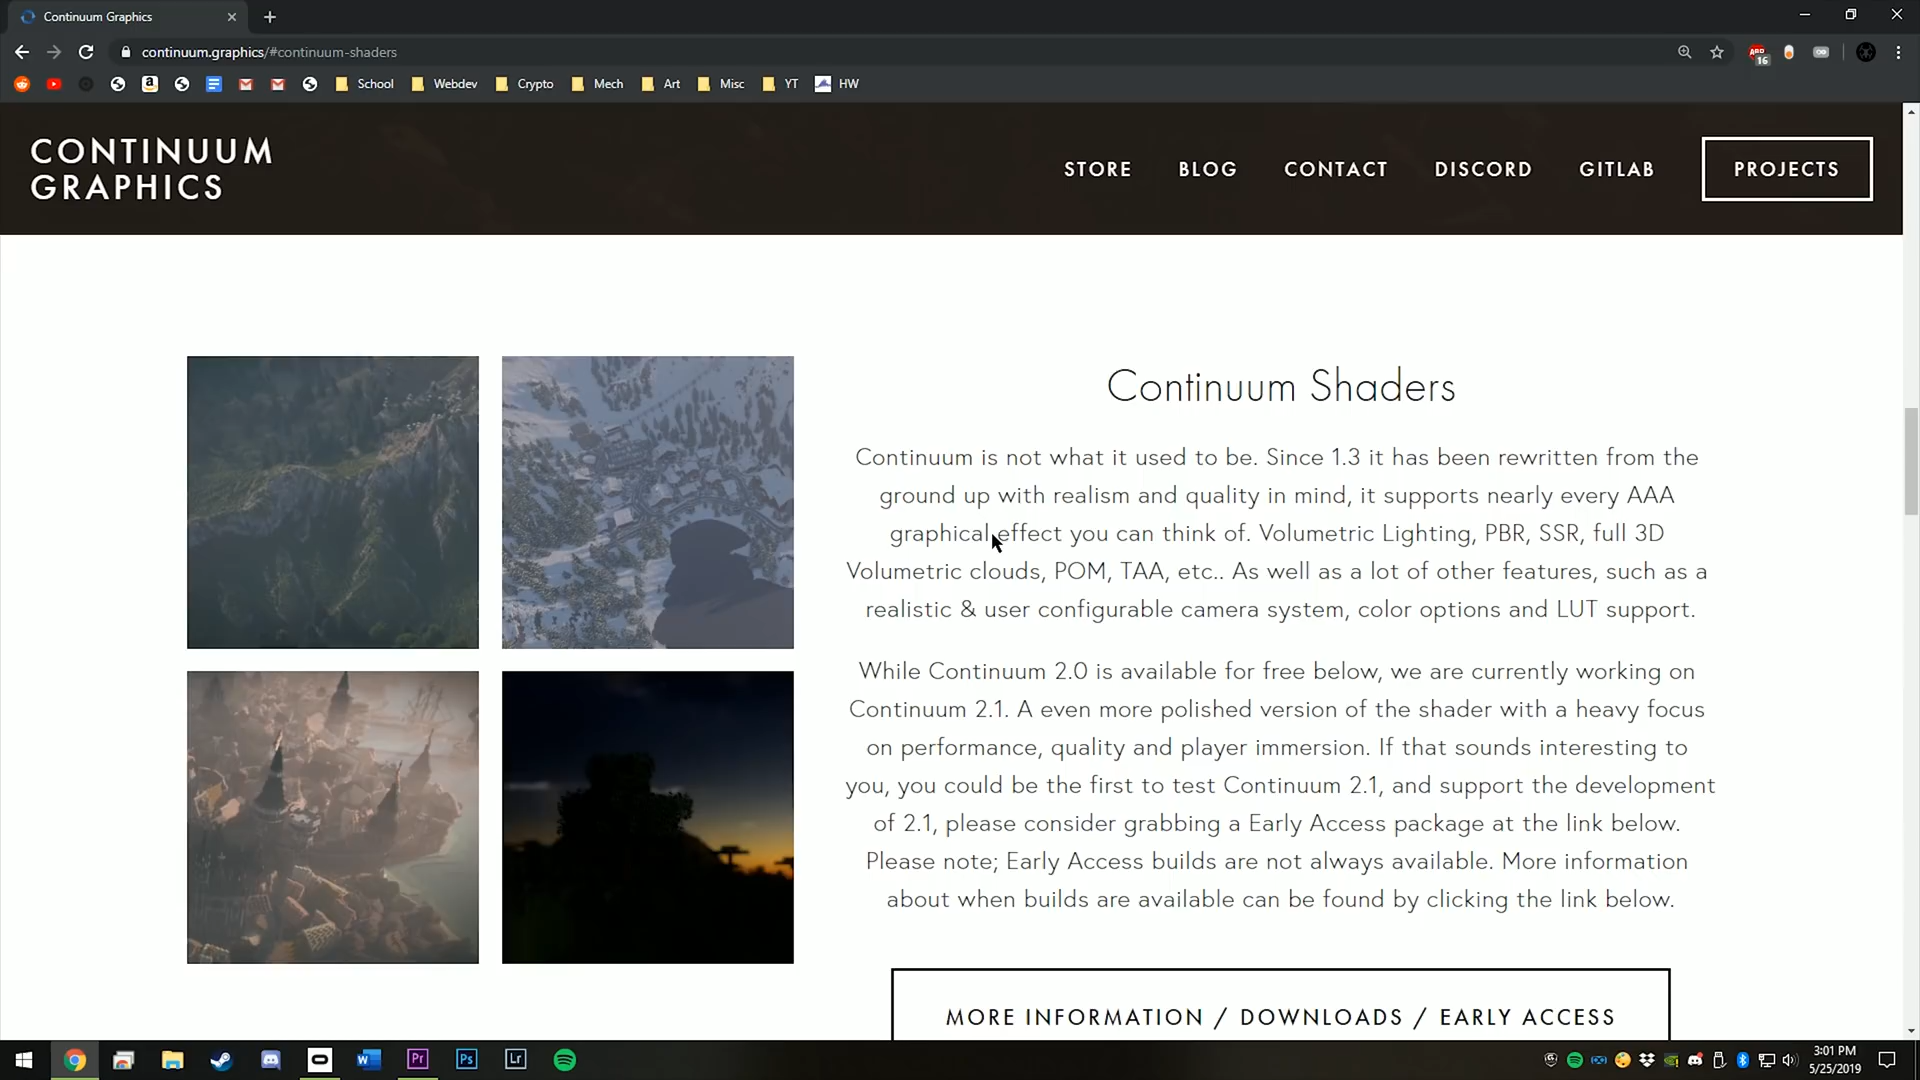 Continuum Graphics
continuum.graphics/#continuum-shaders
ABP
16
School
Webdev
Crypto
Mech
Art
Misc
YT
HW
CONTINUUM
GRAPHICS
STORE
BLOG
CONTACT
DISCORD
GITLAB
PROJECTS
Continuum Shaders
Continuum is not what it used to be. Since 1.3 it has been rewritten from the
ground up with realism and quality in mind, it supports nearly every AAA
graphical effect you can think of. Volumetric Lighting, PBR, SSR, full 3D
Volumetric clouds, POM, TAA, etc.. As well as a lot of other features, such as a
realistic & user configurable camera system, color options and LUT support.
While Continuum 2.0 is available for free below, we are currently working on
Continuum 2.1. A even more polished version of the shader with a heavy focus
on performance, quality and player immersion. If that sounds interesting to
you, you could be the first to test Continuum 2.1, and support the development
of 2.1, please consider grabbing a Early Access package at the link below.
Please note; Early Access builds are not always available. More information
about when builds are available can be found by clicking the link below.
MORE INFORMATION / DOWNLOADS / EARLY ACCESS
Pr
Ps
Lr
3:01 PM
5/25/2019